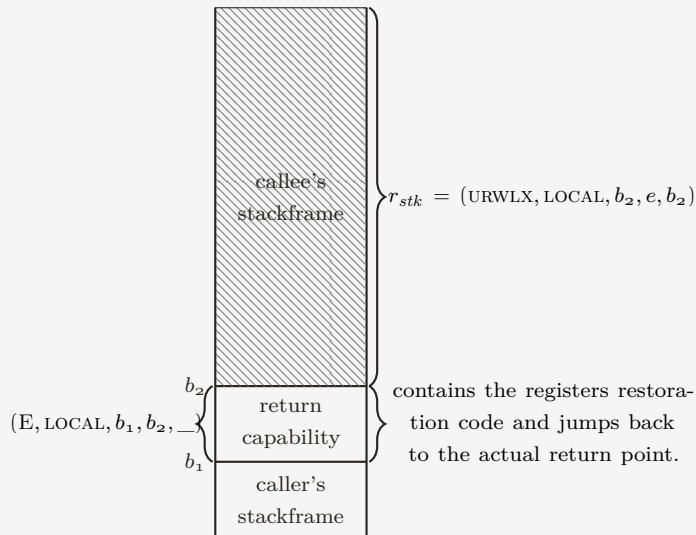 callee's
stackframe
r_stk = (URWLX, LOCAL, b₂, e, b₂)
b₂
(E, LOCAL, b₁, b₂, _)
return
capability
contains the registers restora-
tion code and jumps back
to the actual return point.
b₁
caller's
stackframe